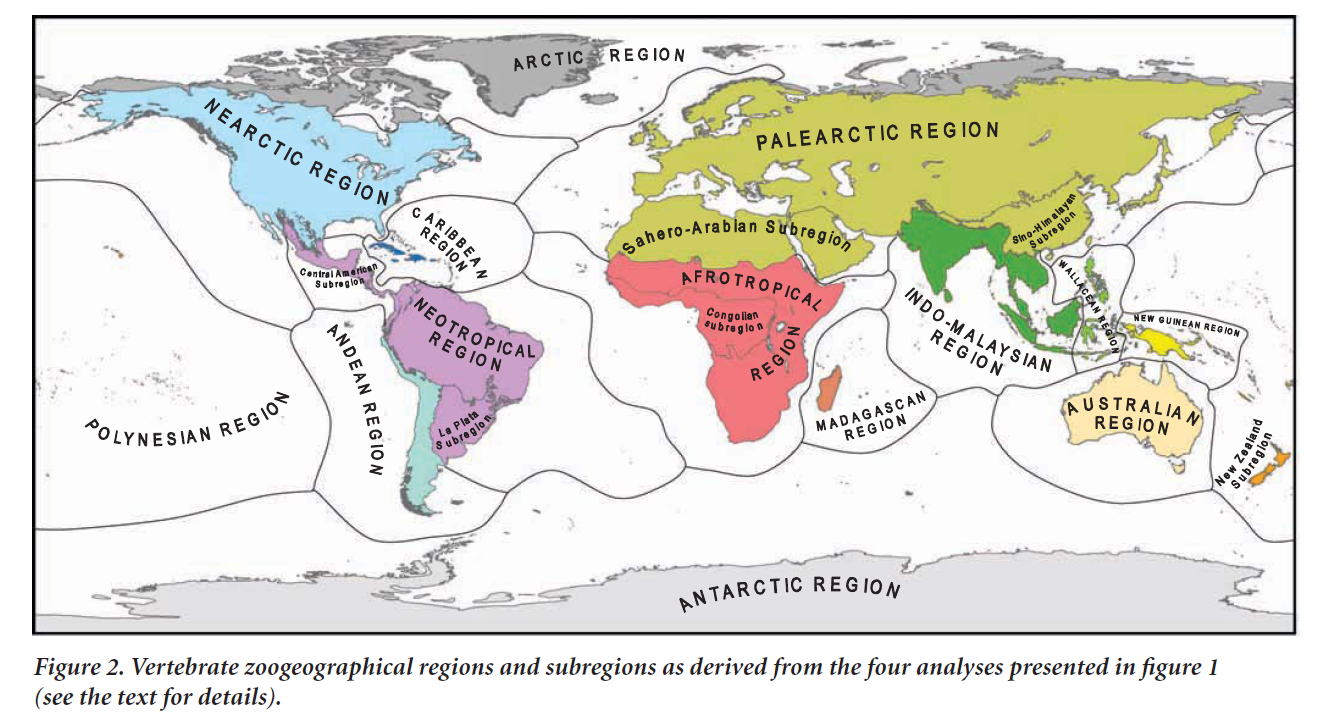 ARCTIC REGION
NEARCTIC REGION
PALEARCTIC REGION
CARIBBEAN
REGION
Sahero-Arabian Subregion
Sino-Himalayan
Subregion
Central American
Subregion
AFROTROPICAL
REGION
Congolian
subregion
WALLACEAN REGION
NEOTROPICAL
REGION
INDO-MALAYSIAN
REGION
NEW GUINEAN REGION
ANDEAN REGION
POLYNESIAN REGION
La Plata
Subregion
MADAGASCAN
REGION
AUSTRALIAN
REGION
New Zealand
Subregion
ANTARCTIC REGION
Figure 2. Vertebrate zoogeographical regions and subregions as derived from the four analyses presented in figure 1
(see the text for details).